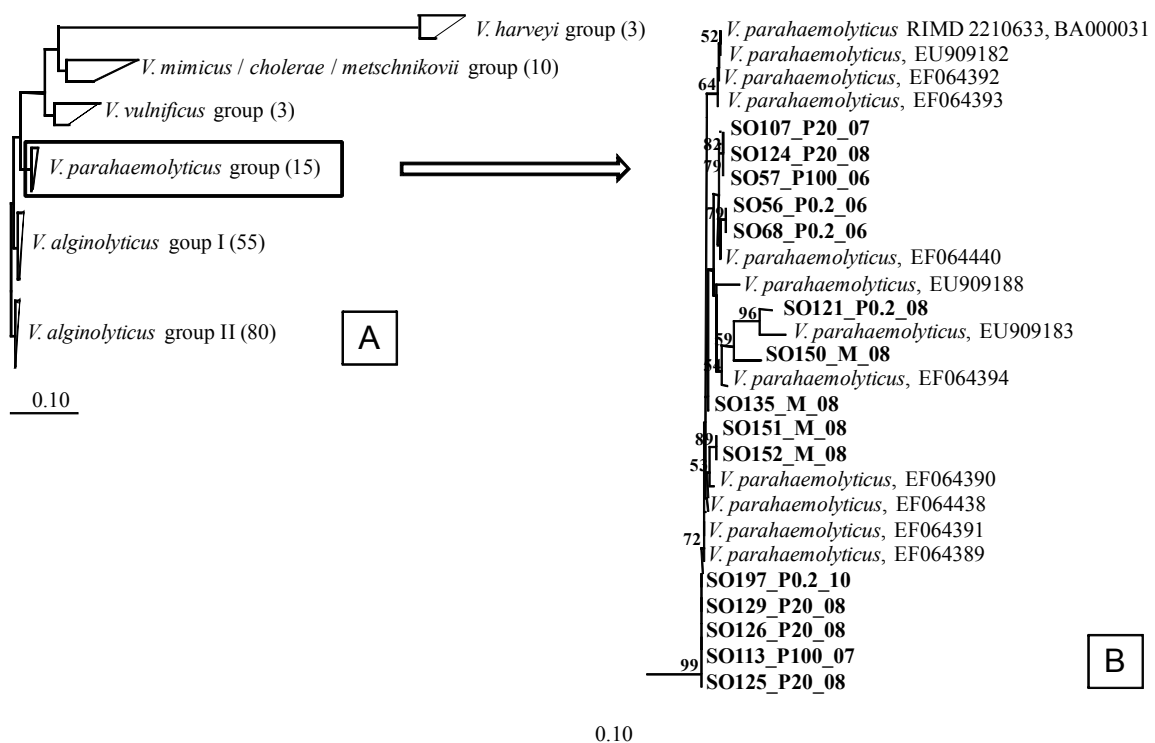 V. harveyi group (3)
V. mimicus / cholerae / metschnikovii group (10)
V. vulnificus group (3)
V. parahaemolyticus group (15)
V. alginolyticus goup I (55)
V. alginolyticus group II (80)
A
0.10
52
V. parahaemolyticus RIMD 2210633, BA000031
V. parahaemolyticus, EU909182
64
V. parahaemolyticus, EF064392
V. parahaemolyticus, EF064393
SO107_P20_07
82
SO124_P20_08
79
SO57_P100_06
SO56_P0.2_06
79
SO68_P0.2_06
V. parahaemolyticus, EF064440
V. parahaemolyticus, EU909188
SO121_P0.2_08
96
V. parahaemolyticus, EU909183
59
SO150_M_08
54
V. parahaemolyticus, EF064394
SO135_M_08
SO151_M_08
89
SO152_M_08
53
V. parahaemolyticus, EF064390
V. parahaemolyticus, EF064438
V. parahaemolyticus, EF064391
72
V. parahaemolyticus, EF064389
SO197_P0.2_10
SO129_P20_08
SO126_P20_08
SO113_P100_07
99
SO125_P20_08
B
0.10